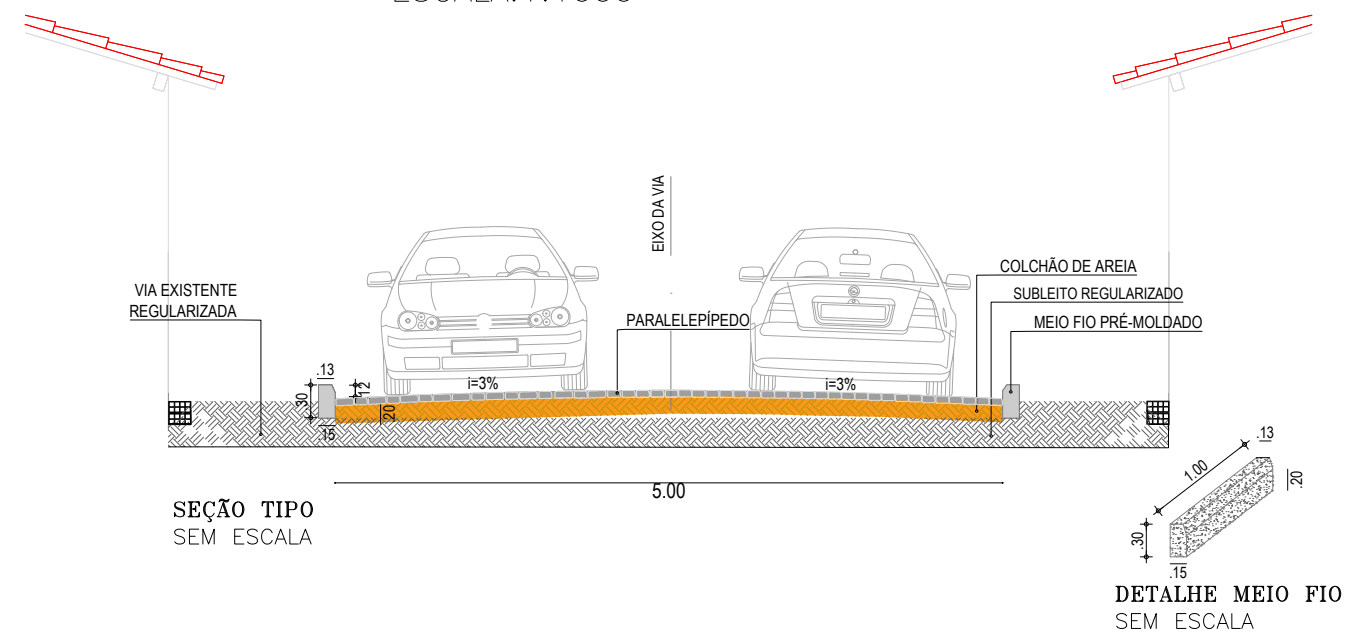 EIXO DA VIA
COLCHÃO DE AREIA
VIA EXISTENTE
REGULARIZADA
SUBLEITO REGULARIZADO
PARALELEPÍPEDO
MEIO FIO PRÉ-MOLDADO
.13
i=3%
i=3%
.12
.30
.20
.15
5.00
.13
1.00
.20
.30
.15
SEÇÃO TIPO
SEM ESCALA
DETALHE MEIO FIO
SEM ESCALA